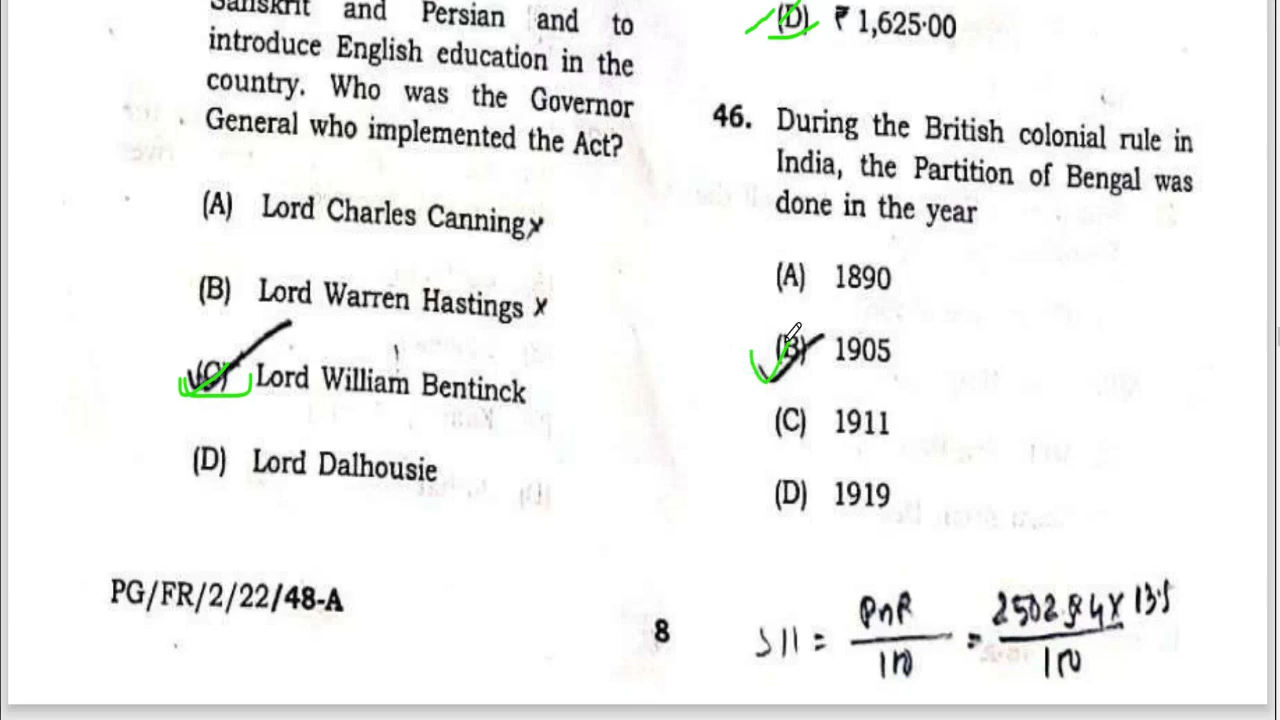 Sanskrit and Persian and to
introduce English education in the
country. Who was the Governor
General who implemented the Act?
(A) Lord Charles Canning x
(B) Lord Warren Hastings x
(C) Lord William Bentinck
(D) Lord Dalhousie
PG/FR/2/22/48-A
(D) ₹ 1,625·00
46. During the British colonial rule in
India, the Partition of Bengal was
done in the year
(A) 1890
(B) 1905
(C) 1911
(D) 1919
8
= PnR / 100 = × 13.5 / 100